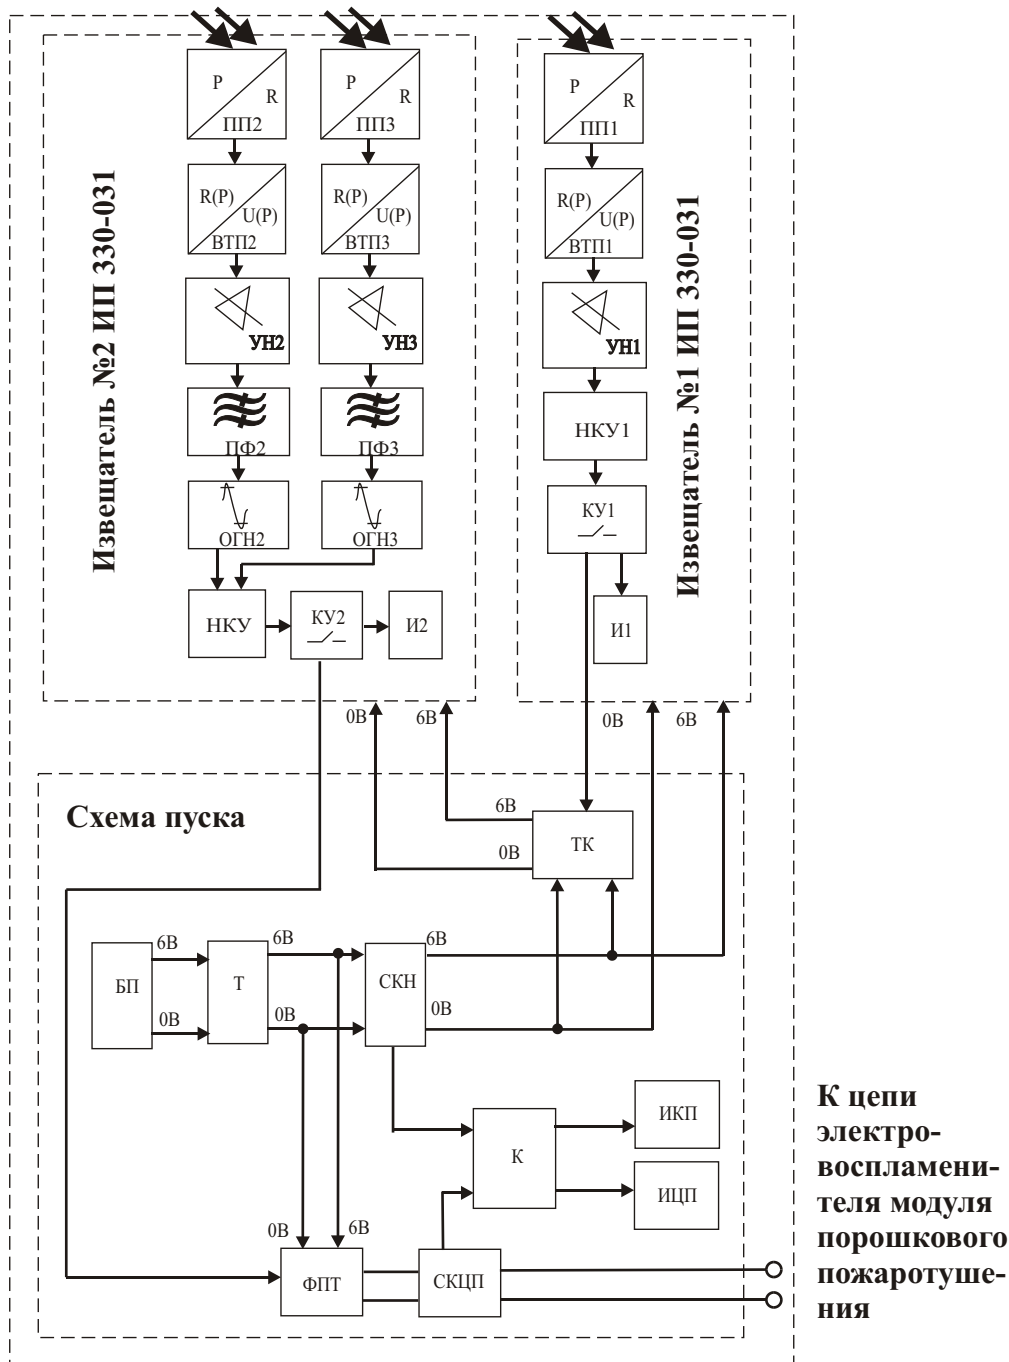 Извещатель №2 ИП 330-031
P
R
ПП2
P
R
ПП3
R(P)
U(P)
ВТП2
R(P)
U(P)
ВТП3
УН2
УН3
ПФ2
ПФ3
ОГН2
ОГН3
НКУ
КУ2
И2
P
R
ПП1
R(P)
U(P)
ВТП1
УН1
НКУ1
КУ1
И1
Извещатель №1 ИП 330-031
0В
6В
0В
6В
Схема пуска
6В
0В
ТК
БП
6В
0В
Т
6В
0В
СКН
6В
0В
К
ИКП
ИЦП
0В
6В
ФПТ
СКЦП
К цепи
электро-
воспламени-
теля модуля
порошкового
пожаротуше-
ния